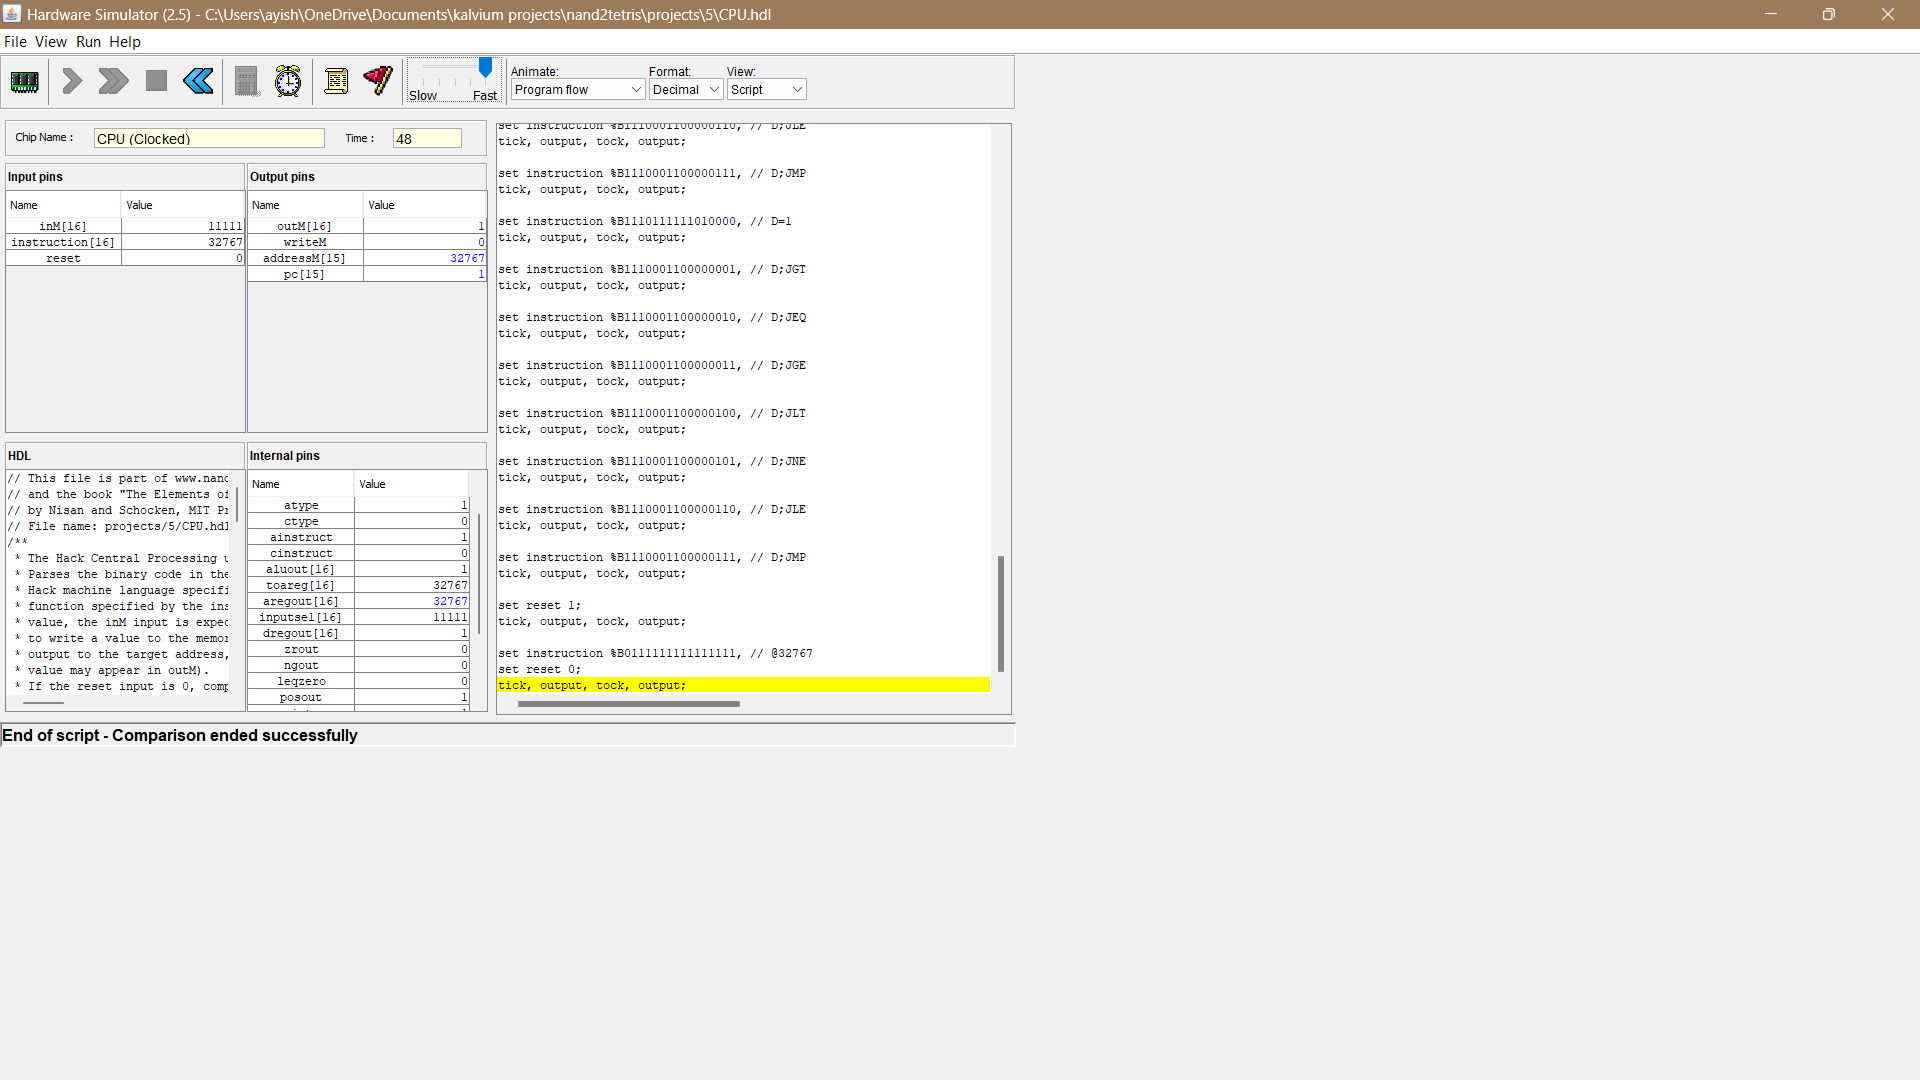 Hardware Simulator (2.5) - C:\Users\ayish\OneDrive\Documents\kalvium projects\nand2tetris\projects\5\CPU.hdl
File View Run Help
Slow Fast
Animate:
Program flow
Format:
Decimal
View:
Script
Chip Name :
CPU (Clocked)
Time :
48
Input pins
Name Value
inM[16] 11111
instruction[16] 32767
reset 0
Output pins
Name Value
outM[16] 1
writeM 0
addressM[15] 32767
pc[15] 1
HDL
// This file is part of www.nand
// and the book "The Elements of
// by Nisan and Schocken, MIT Pr
// File name: projects/5/CPU.hdl
/**
* The Hack Central Processing u
* Parses the binary code in the
* Hack machine language specifi
* function specified by the ins
* value, the inM input is expec
* to write a value to the memor
* output to the target address,
* value may appear in outM).
* If the reset input is 0, comp
Internal pins
Name Value
atype 1
ctype 0
ainstruct 1
cinstruct 0
aluout[16] 1
toareg[16] 32767
aregout[16] 32767
inputsel[16] 11111
dregout[16] 1
zrout 0
ngout 0
leqzero 0
posout 1
set instruction %B1110001100000110, // D;JLE
tick, output, tock, output;
set instruction %B1110001100000111, // D;JMP
tick, output, tock, output;
set instruction %B1110111111010000, // D=1
tick, output, tock, output;
set instruction %B1110001100000001, // D;JGT
tick, output, tock, output;
set instruction %B1110001100000010, // D;JEQ
tick, output, tock, output;
set instruction %B1110001100000011, // D;JGE
tick, output, tock, output;
set instruction %B1110001100000100, // D;JLT
tick, output, tock, output;
set instruction %B1110001100000101, // D;JNE
tick, output, tock, output;
set instruction %B1110001100000110, // D;JLE
tick, output, tock, output;
set instruction %B1110001100000111, // D;JMP
tick, output, tock, output;
set reset 1;
tick, output, tock, output;
set instruction %B0111111111111111, // @32767
set reset 0;
tick, output, tock, output;
End of script - Comparison ended successfully